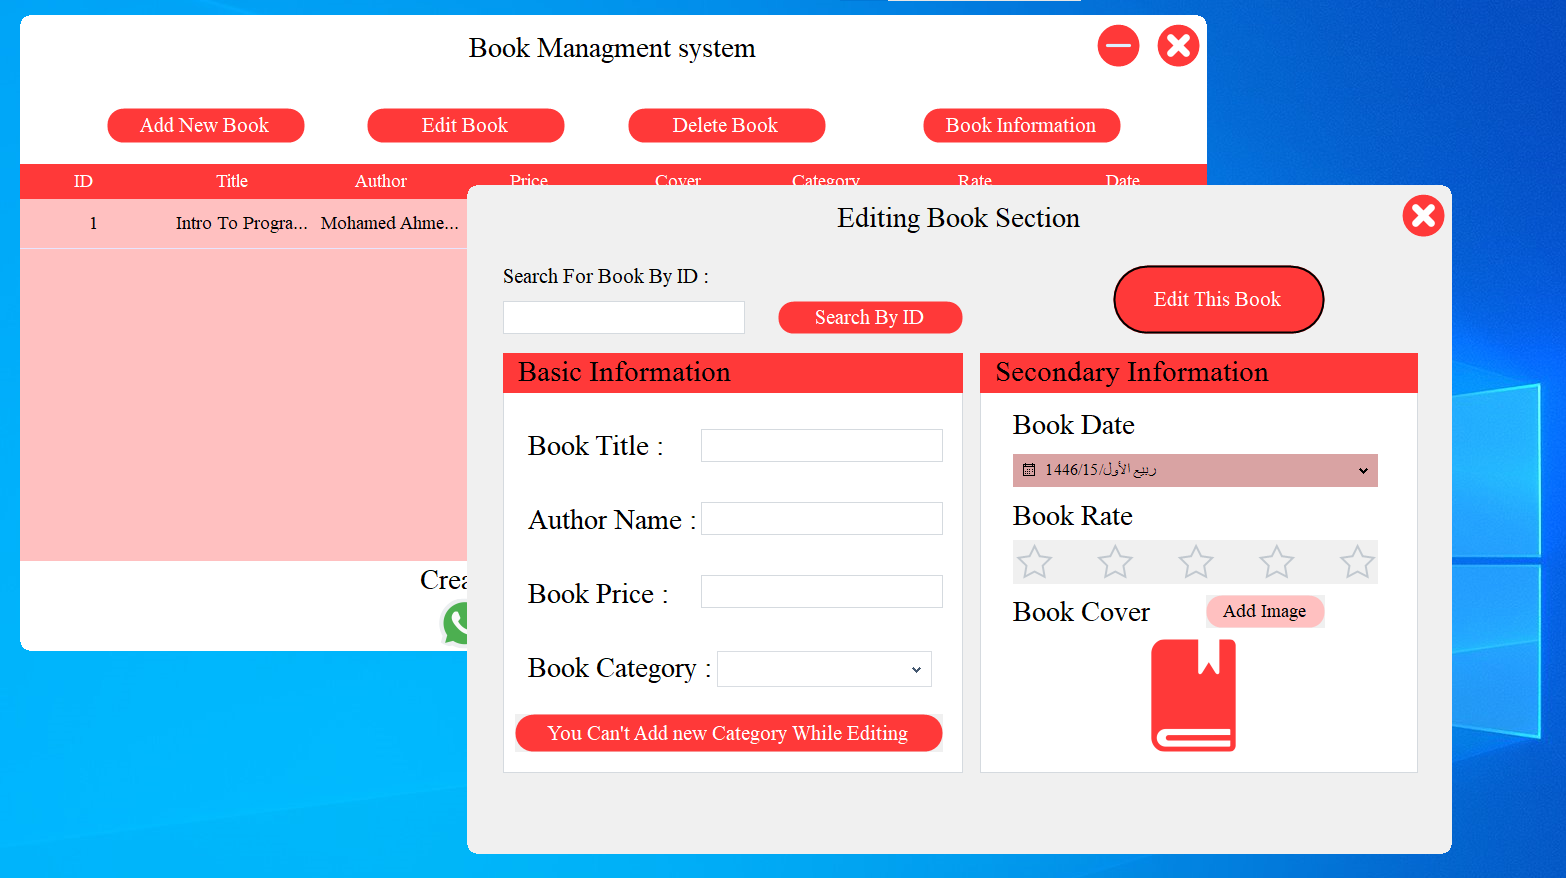 Book Managment system
Add New Book
Edit Book
Delete Book
Book Information
ID Title Author Price Cover Category Rate Date
1 Intro To Progra... Mohamed Ahme...
Crea
Editing Book Section
Search For Book By ID :
Search By ID
Edit This Book
Basic Information
Book Title :
Author Name :
Book Price :
Book Category :
You Can't Add new Category While Editing
Secondary Information
Book Date
1446/15/ربيع الأول
Book Rate
Book Cover
Add Image